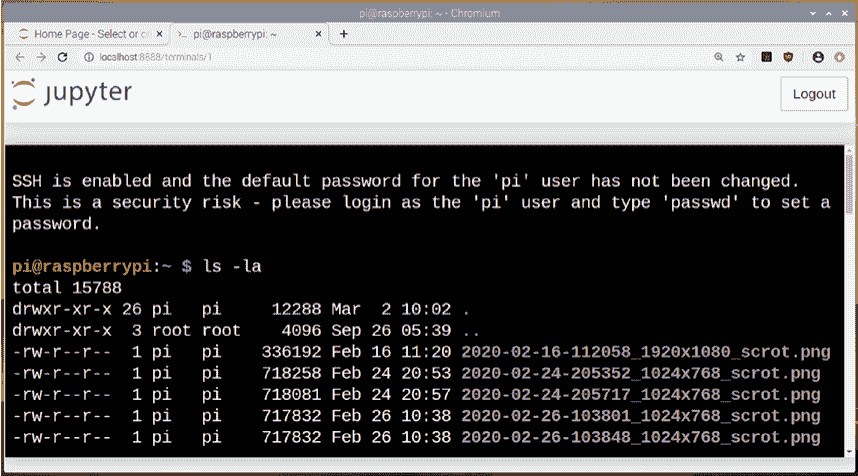 pi@raspberrypi: ~ - Chromium
Home Page - Select or c
pi@raspberrypi: ~
localhost:8888/terminals/1
jupyter
Logout
SSH is enabled and the default password for the 'pi' user has not been changed.
This is a security risk - please login as the 'pi' user and type 'passwd' to set a
password.
pi@raspberrypi:~ $ ls -la
total 15788
drwxr-xr-x 26 pi   pi     12288 Mar  2 10:02 .
drwxr-xr-x  3 root root    4096 Sep 26 05:39 ..
-rw-r--r--  1 pi   pi    336192 Feb 16 11:20 2020-02-16-112058_1920x1080_scrot.png
-rw-r--r--  1 pi   pi    718258 Feb 24 20:53 2020-02-24-205352_1024x768_scrot.png
-rw-r--r--  1 pi   pi    718081 Feb 24 20:57 2020-02-24-205717_1024x768_scrot.png
-rw-r--r--  1 pi   pi    717832 Feb 26 10:38 2020-02-26-103801_1024x768_scrot.png
-rw-r--r--  1 pi   pi    717832 Feb 26 10:38 2020-02-26-103848_1024x768_scrot.png